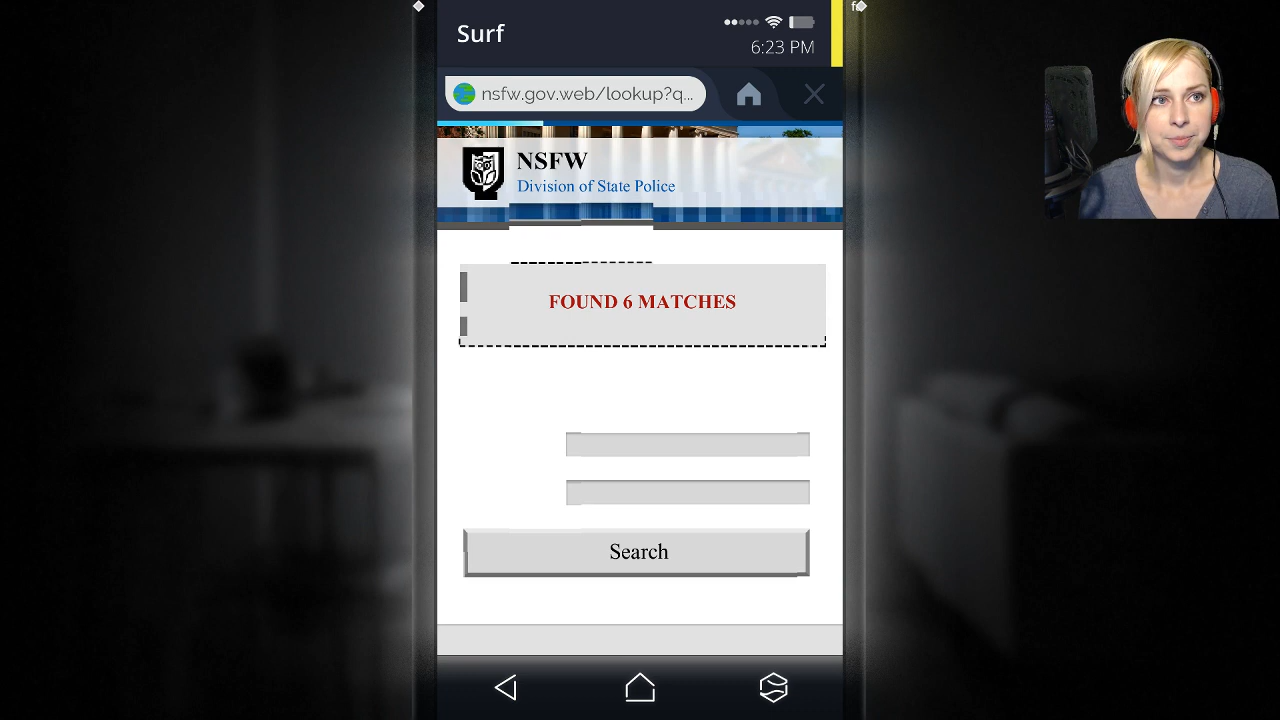 Surf
6:23 PM
nsfw.gov.web/lookup?q...
NSFW
Division of State Police
FOUND 6 MATCHES
Search